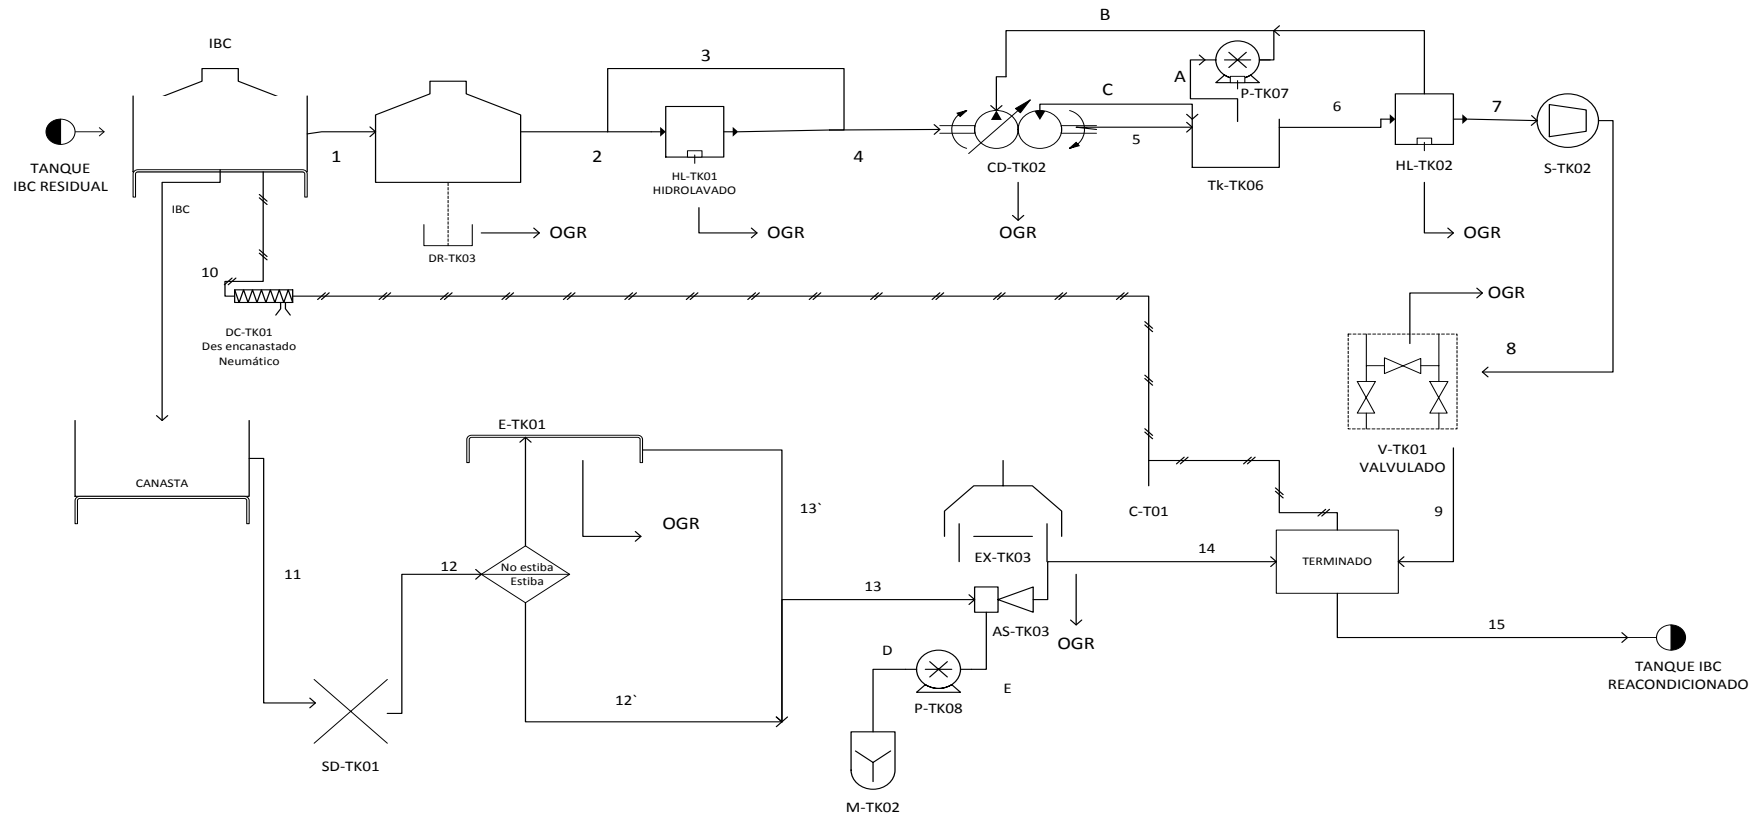 B
IBC
3
A
P-TK07
C
6
7
TANQUE
IBC RESIDUAL
1
2
4
5
HL-TK01
HIDROLAVADO
CD-TK02
Tk-TK06
HL-TK02
S-TK02
IBC
OGR
OGR
OGR
OGR
DR-TK03
10
DC-TK01
Des encanastado
Neumático
OGR
8
V-TK01
VALVULADO
E-TK01
CANASTA
OGR
13`
C-T01
9
EX-TK03
14
TERMINADO
11
12
No estiba
Estiba
13
AS-TK03
OGR
15
D
E
P-TK08
TANQUE IBC
REACONDICIONADO
12`
SD-TK01
M-TK02